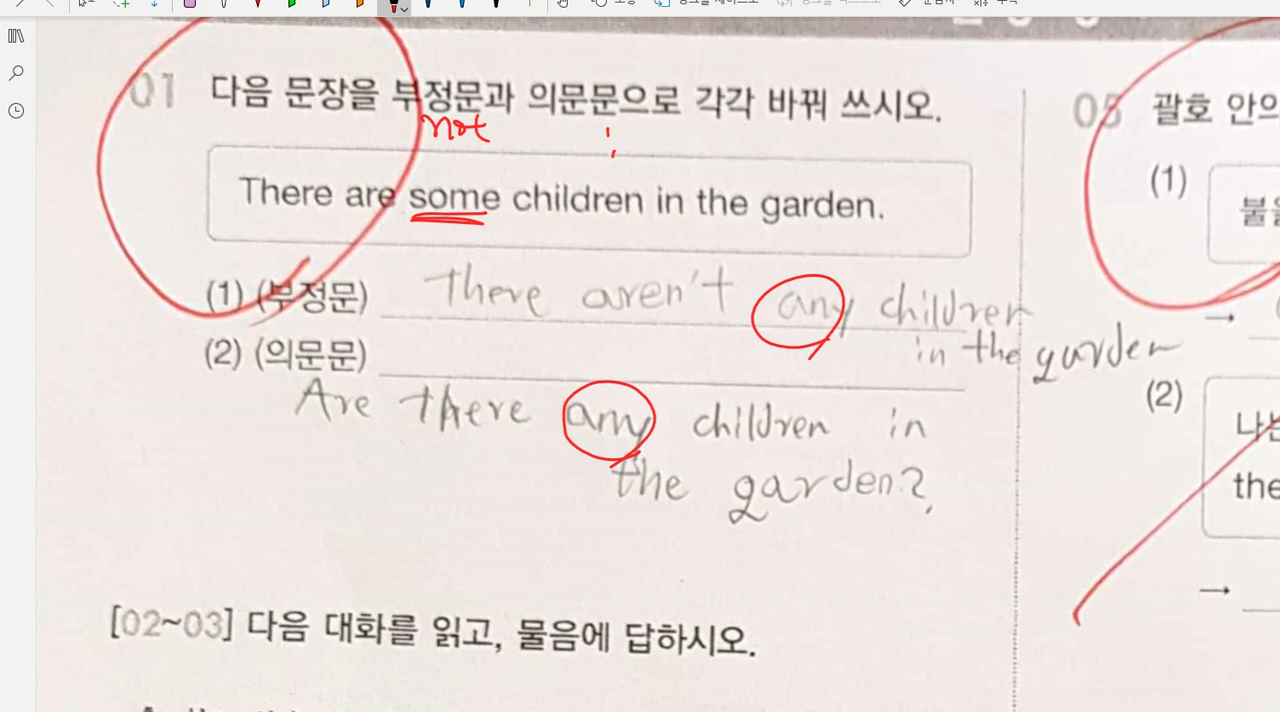 01 다음 문장을 부정문과 의문문으로 각각 바꿔 쓰시오.
not
There are some children in the garden.
(1) (부정문) there aren't any children
in the garden
(2) (의문문)
Are there any children in
the garden?
[02~03] 다음 대화를 읽고, 물음에 답하시오.
05 괄호 안의
(1)
→
(2)
나는
the
→